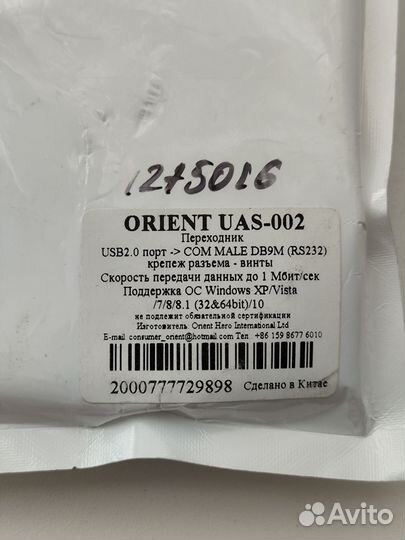 1275016
ORIENT UAS-002
Переходник
USB2.0 порт -> COM MALE DB9M (RS232)
крепеж разъема - винты
Скорость передачи данных до 1 Мбит/сек
Поддержка ОС Windows XP/Vista
/7/8/8.1 (32&64bit)/10
не подлежит обязательной сертификации
Изготовитель: Orient Hero International Ltd
E-mail: consumer_orient@hotmail.com Тел: +86 159 8677 6010
2000777729898 Сделано в Китае
Avito